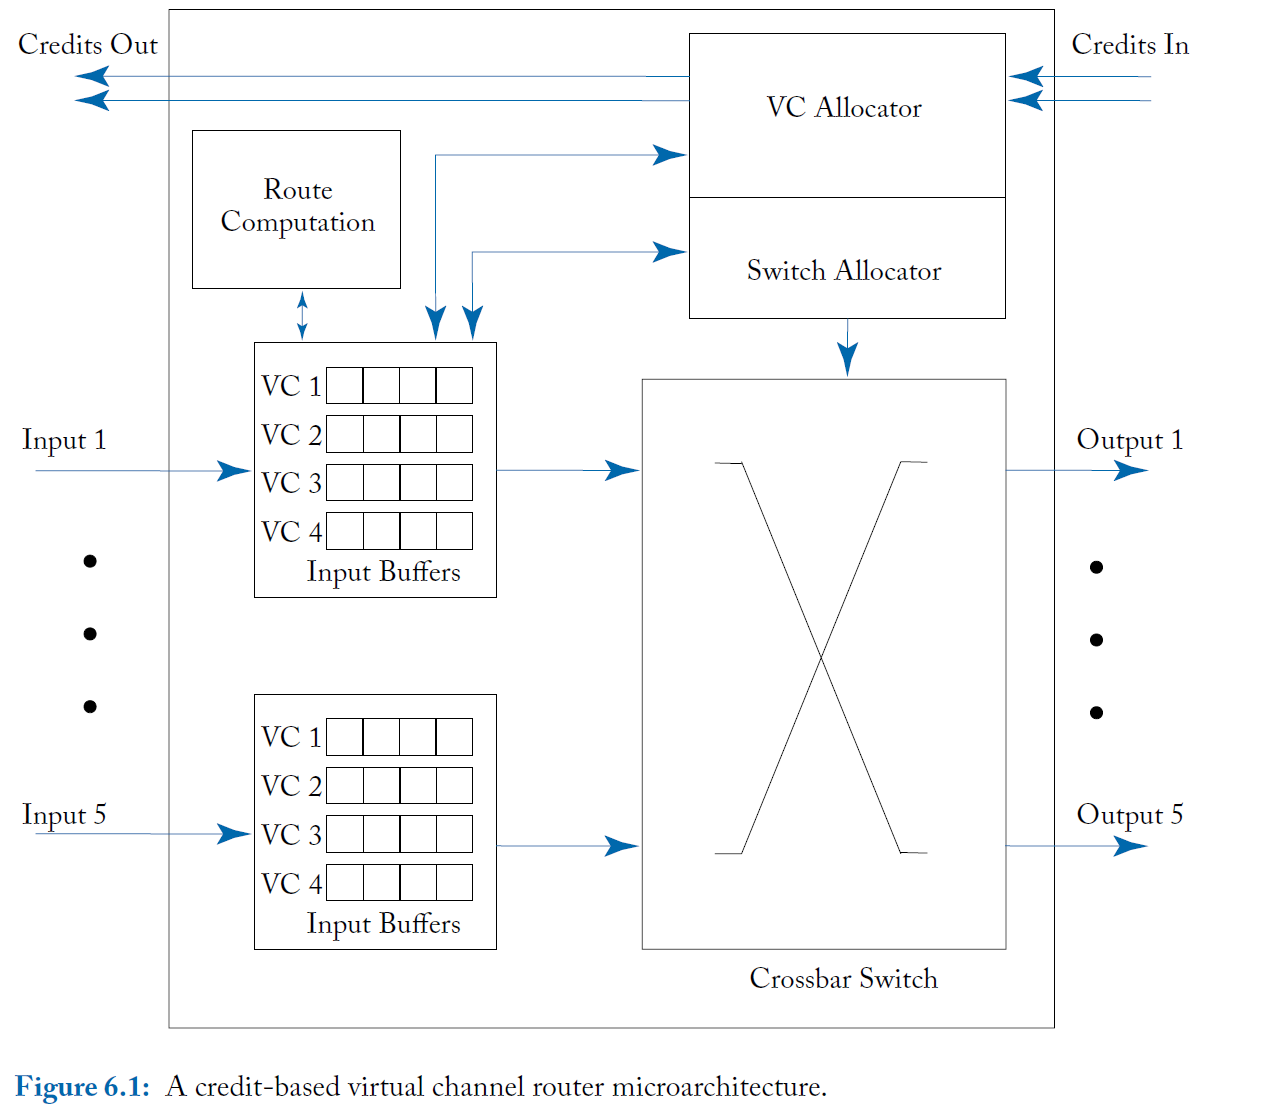 Credits Out
Credits In
VC Allocator
Route
Computation
Switch Allocator
VC 1
VC 2
VC 3
VC 4
Input Buffers
Input 1
Output 1
VC 1
VC 2
VC 3
VC 4
Input Buffers
Input 5
Output 5
Crossbar Switch
Figure 6.1: A credit-based virtual channel router microarchitecture.